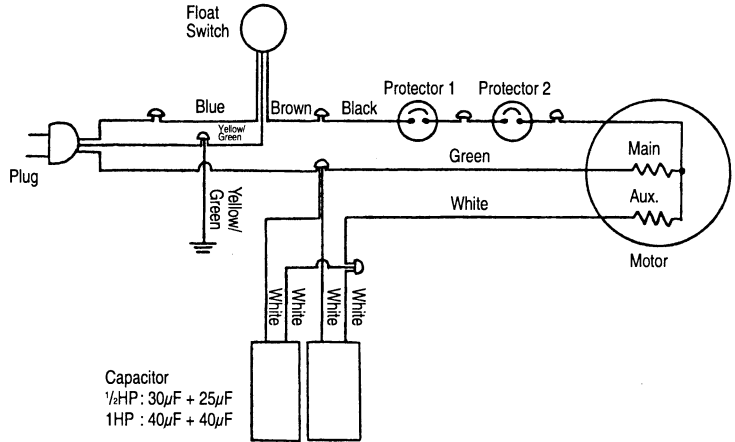 Float
Switch
Protector 1
Protector 2
Blue
Brown
Black
Yellow/
Green
Plug
Green
Main
Yellow/
Green
White
Aux.
Motor
White
White
White
White
Capacitor
½HP : 30µF + 25µF
1HP : 40µF + 40µF